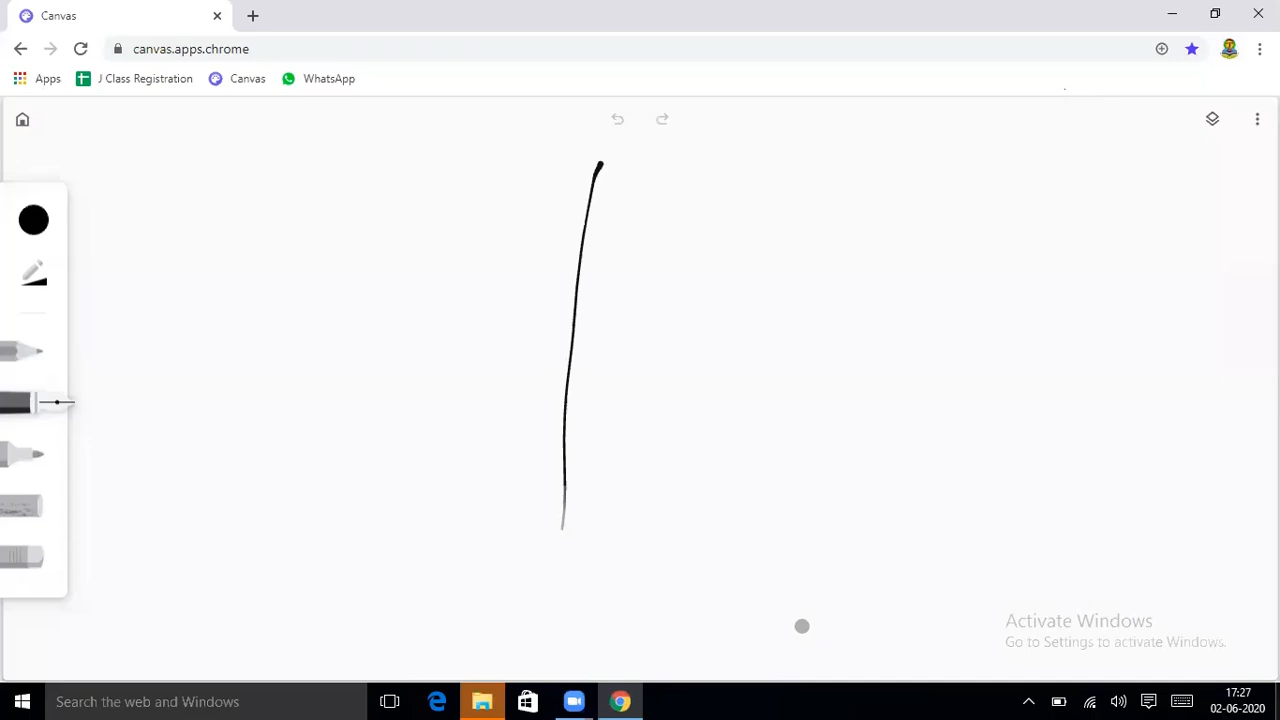 Canvas
canvas.apps.chrome
Apps
J Class Registration
Canvas
WhatsApp
Activate Windows
Go to Settings to activate Windows.
Search the web and Windows
17:27
02-06-2020